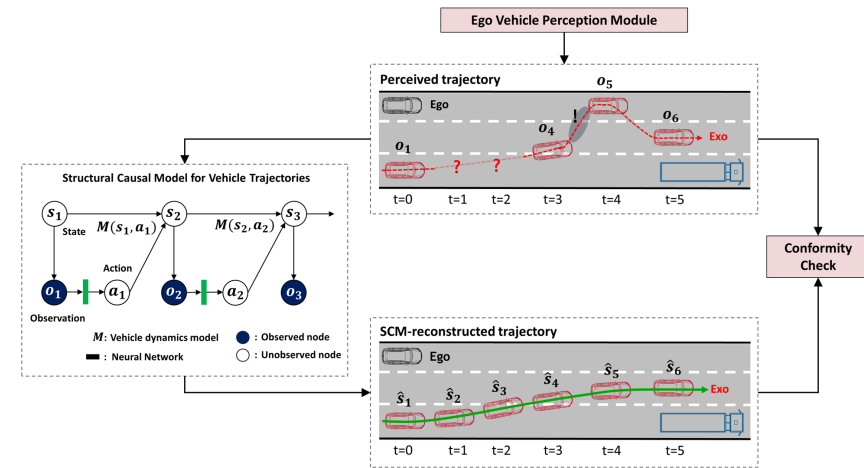 Ego Vehicle Perception Module
Perceived trajectory
Ego
o₁
?
?
o₄
!
o₅
o₆
Exo
t=0 t=1 t=2 t=3 t=4 t=5
Structural Causal Model for Vehicle Trajectories
s₁ s₂ s₃
State
M(s₁,a₁) M(s₂,a₂)
Action
o₁ a₁ o₂ a₂ o₃
Observation
M: Vehicle dynamics model
: Observed node
: Neural Network
: Unobserved node
Conformity
Check
SCM-reconstructed trajectory
Ego
ŝ₁ ŝ₂ ŝ₃ ŝ₄ ŝ₅ ŝ₆
Exo
t=0 t=1 t=2 t=3 t=4 t=5